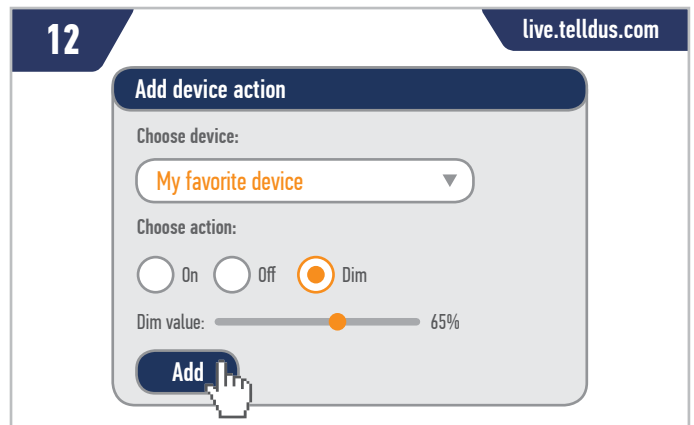 12
live.telldus.com
Add device action
Choose device:
My favorite device
Choose action:
On Off Dim
Dim value: 65%
Add